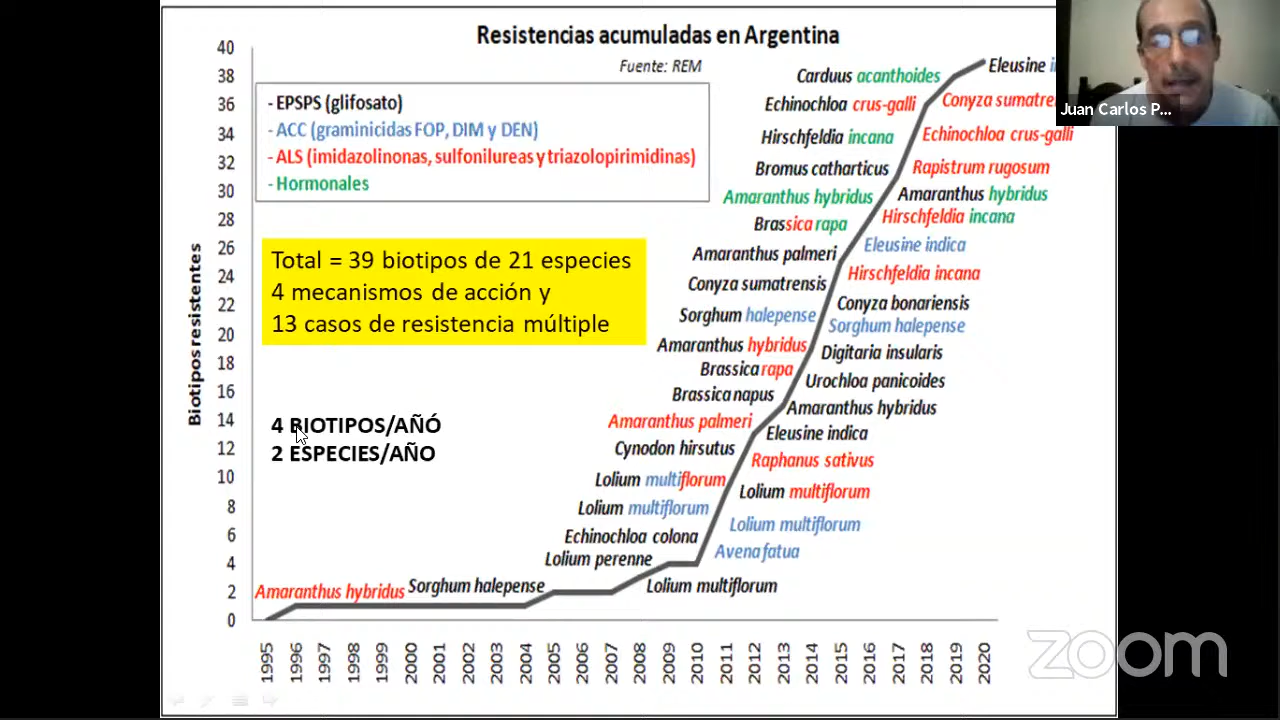 Resistencias acumuladas en Argentina
Fuente: REM
- EPSPS (glifosato)
- ACC (graminicidas FOP, DIM y DEN)
- ALS (imidazolinonas, sulfonilureas y triazolopirimidinas)
- Hormonales
Total = 39 biotipos de 21 especies
4 mecanismos de acción y
13 casos de resistencia múltiple
4 BIOTIPOS/AÑÓ
2 ESPECIES/AÑO
Biotipos resistentes
40
38
36
34
32
30
28
26
24
22
20
18
16
14
12
10
8
6
4
2
0
Carduus acanthoides
Echinochloa crus-galli
Hirschfeldia incana
Bromus catharticus
Amaranthus hybridus
Brassica rapa
Amaranthus palmeri
Conyza sumatrensis
Sorghum halepense
Amaranthus hybridus
Brassica rapa
Brassica napus
Amaranthus palmeri
Cynodon hirsutus
Lolium multiflorum
Lolium multiflorum
Echinochloa colona
Lolium perenne
Sorghum halepense
Amaranthus hybridus
Eleusine
Conyza
Echinochloa crus-galli
Rapistrum rugosum
Amaranthus hybridus
Hirschfeldia incana
Eleusine indica
Hirschfeldia incana
Conyza bonariensis
Sorghum halepense
Digitaria insularis
Urochloa panicoides
Amaranthus hybridus
Eleusine indica
Raphanus sativus
Lolium multiflorum
Lolium multiflorum
Avena fatua
Lolium multiflorum
1995 1996 1997 1998 1999 2000 2001 2002 2003 2004 2005 2006 2007 2008 2009 2010 2011 2012 2013 2014 2015 2016 2017 2018 2019 2020
Juan Carlos P...
zoom